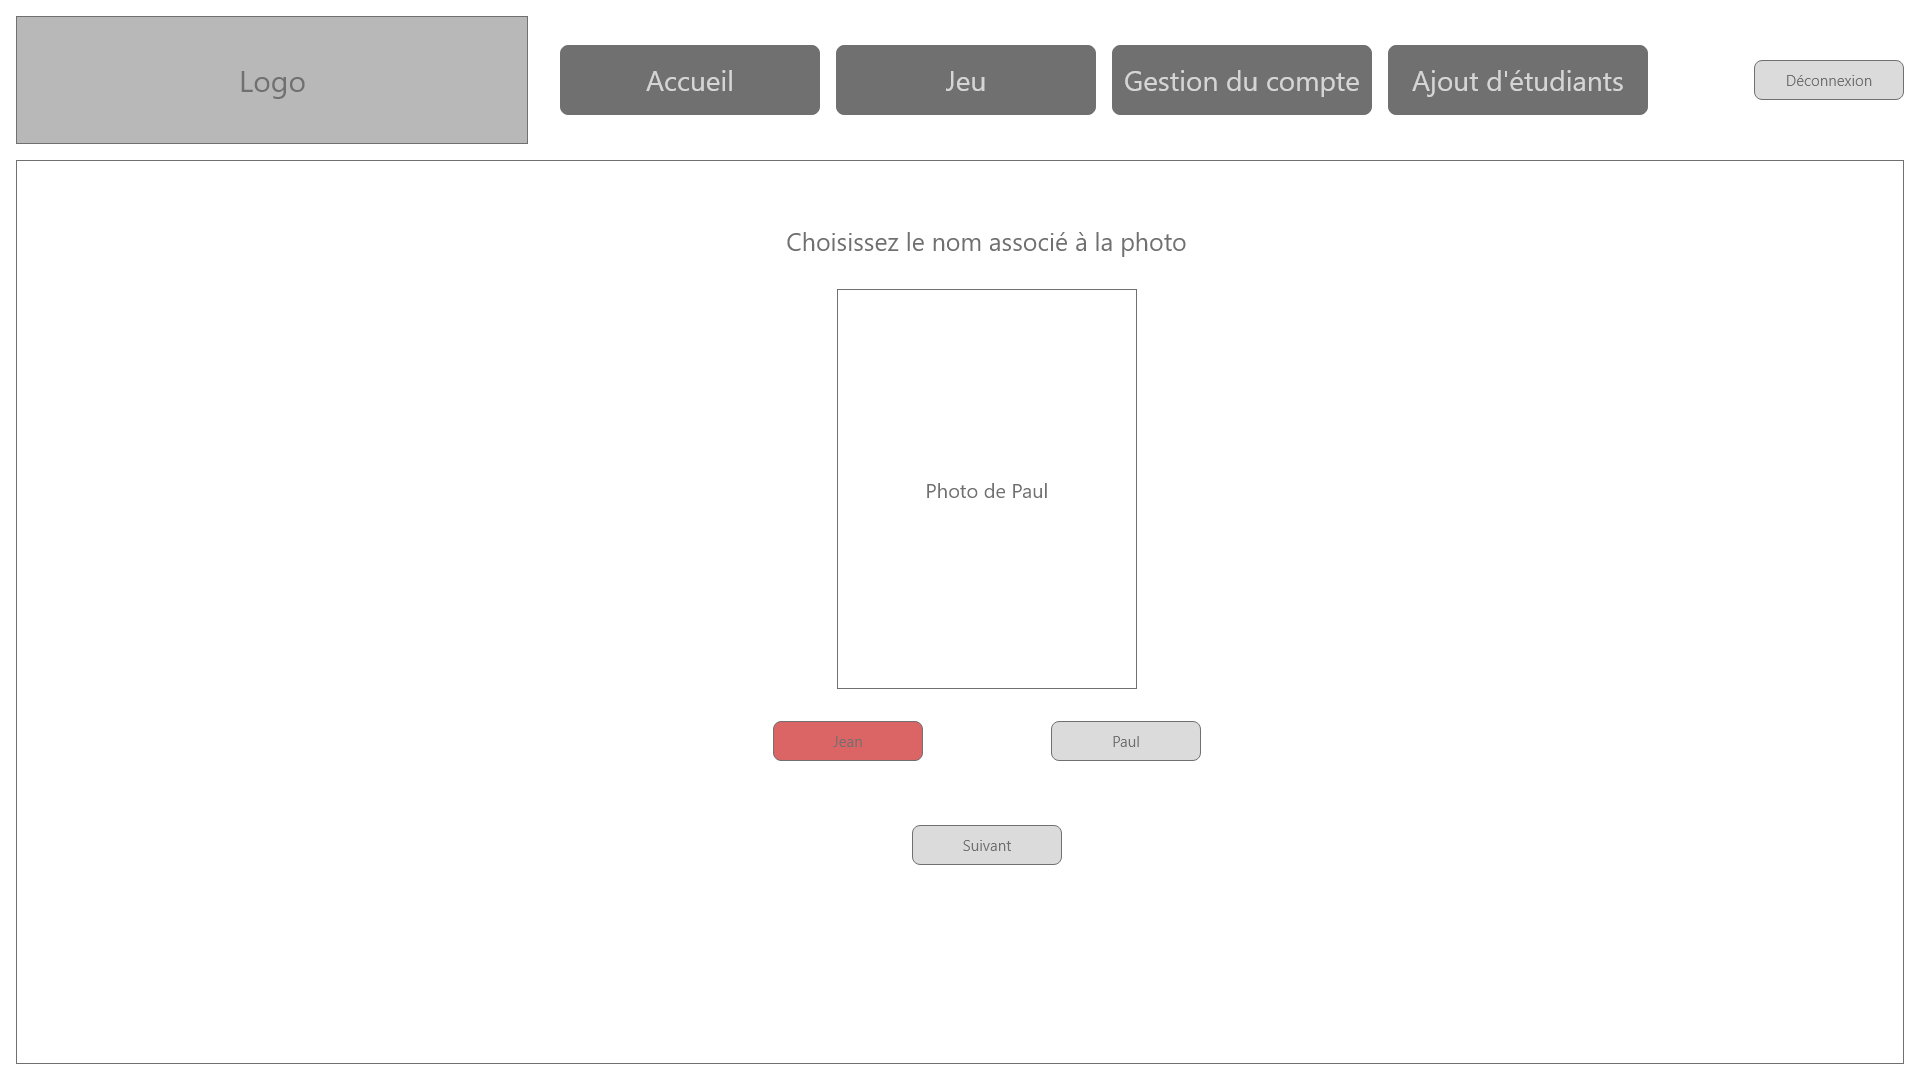 Logo
Accueil
Jeu
Gestion du compte
Ajout d'étudiants
Déconnexion
Choisissez le nom associé à la photo
Photo de Paul
Jean
Paul
Suivant